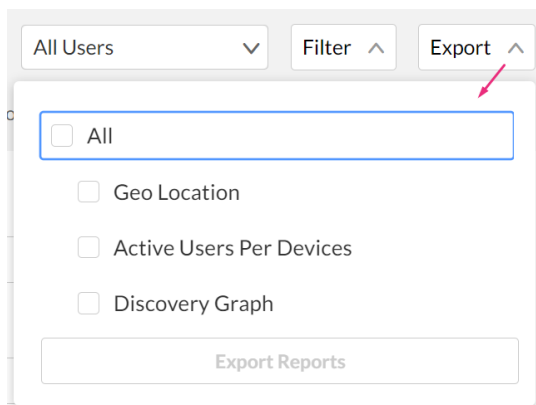 All Users Filter Export
All
Geo Location
Active Users Per Devices
Discovery Graph
Export Reports